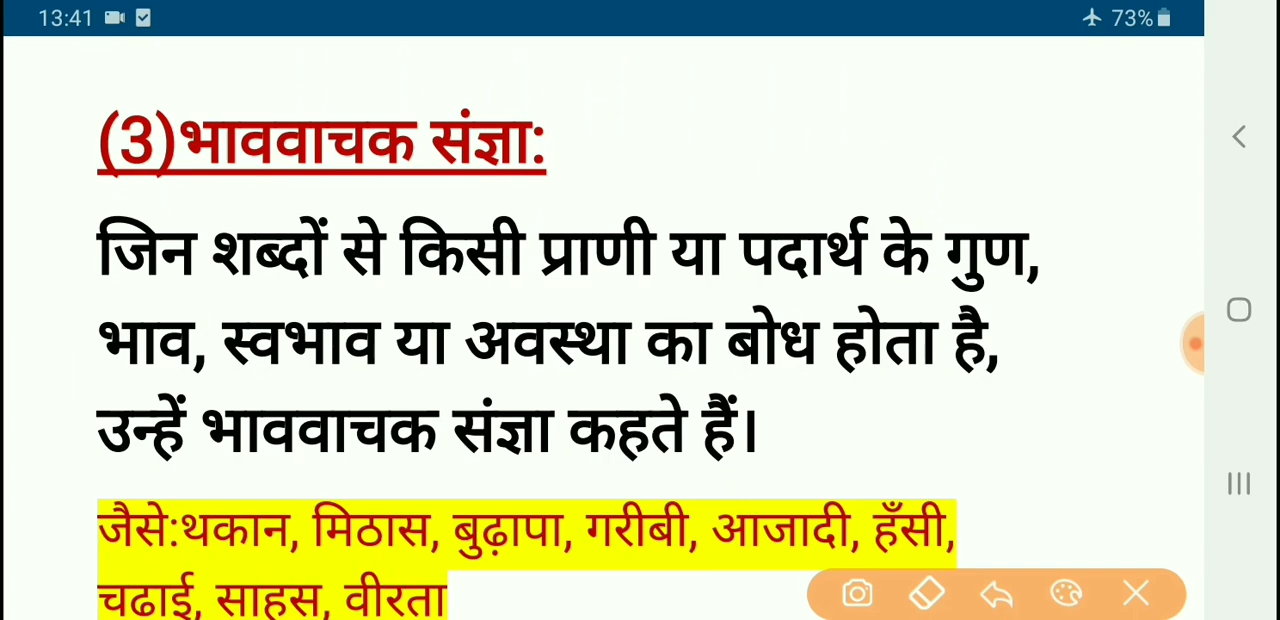 13:41
73%
(3)भाववाचक संज्ञा:
जिन शब्दों से किसी प्राणी या पदार्थ के गुण,
भाव, स्वभाव या अवस्था का बोध होता है,
उन्हें भाववाचक संज्ञा कहते हैं।
जैसे:थकान, मिठास, बुढ़ापा, गरीबी, आजादी, हँसी,
चढाई, साहस, वीरता